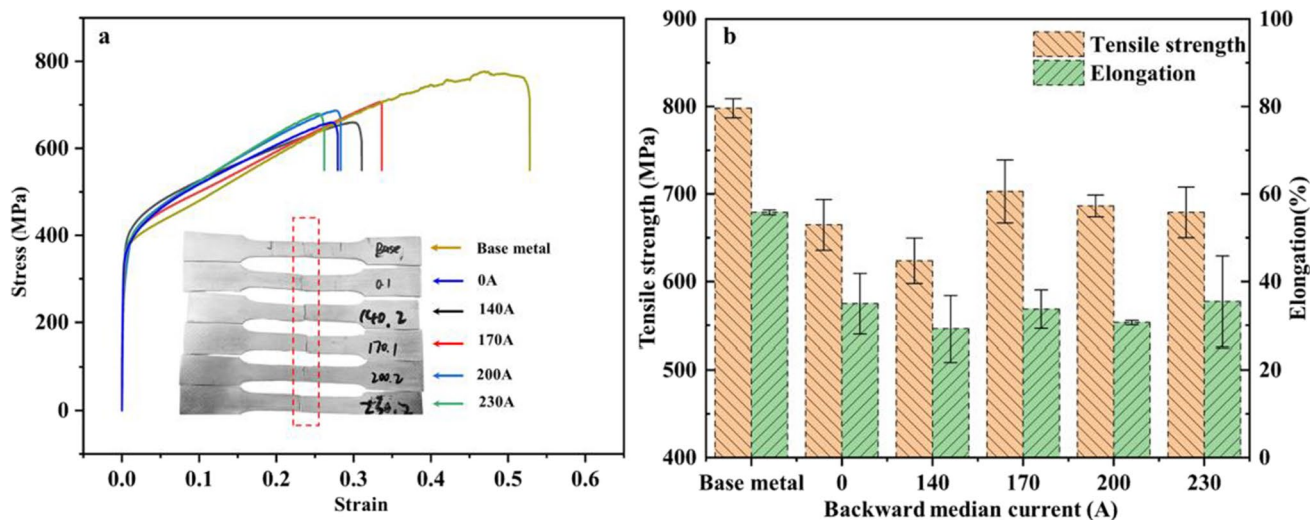 a
Stress (MPa)
800
600
400
200
0
0.0 0.1 0.2 0.3 0.4 0.5 0.6
Strain
Base
0.1
140.2
170.1
200.2
230.2
Base metal
0A
140A
170A
200A
230A
b
Tensile strength
Elongation
Tensile strength (MPa)
900
800
700
600
500
400
Elongation(%)
100
80
60
40
20
0
Base metal 0 140 170 200 230
Backward median current (A)